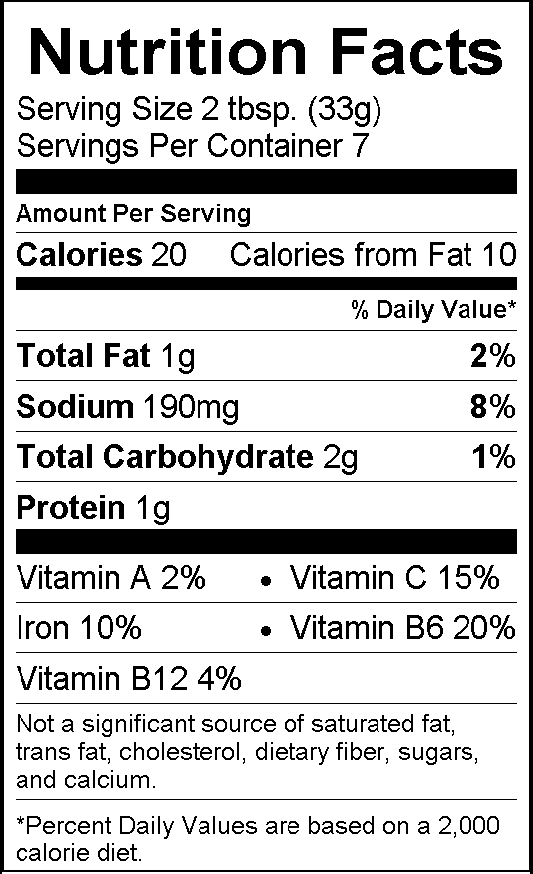 Nutrition Facts
Serving Size 2 tbsp. (33g)
Servings Per Container 7
Amount Per Serving
Calories 20 Calories from Fat 10
% Daily Value*
Total Fat 1g 2%
Sodium 190mg 8%
Total Carbohydrate 2g 1%
Protein 1g
Vitamin A 2% • Vitamin C 15%
Iron 10% • Vitamin B6 20%
Vitamin B12 4%
Not a significant source of saturated fat,
trans fat, cholesterol, dietary fiber, sugars,
and calcium.
*Percent Daily Values are based on a 2,000
calorie diet.